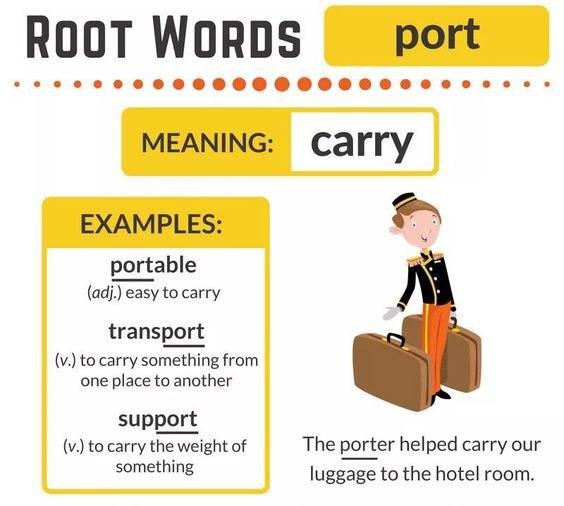 ROOT WORDS
port
MEANING: carry
EXAMPLES:
portable
(adj.) easy to carry
transport
(v.) to carry something from
one place to another
support
(v.) to carry the weight of
something
The porter helped carry our
luggage to the hotel room.